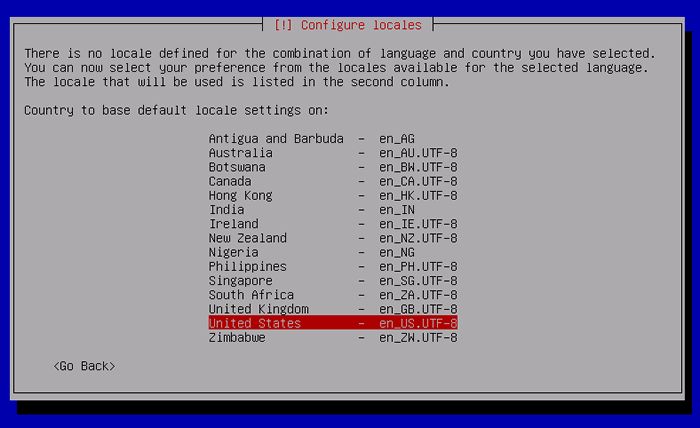 [!] Configure locales
There is no locale defined for the combination of language and country you have selected.
You can now select your preference from the locales available for the selected language.
The locale that will be used is listed in the second column.
Country to base default locale settings on:
Antigua and Barbuda - en_AG
Australia - en_AU.UTF-8
Botswana - en_BW.UTF-8
Canada - en_CA.UTF-8
Hong Kong - en_HK.UTF-8
India - en_IN
Ireland - en_IE.UTF-8
New Zealand - en_NZ.UTF-8
Nigeria - en_NG
Philippines - en_PH.UTF-8
Singapore - en_SG.UTF-8
South Africa - en_ZA.UTF-8
United Kingdom - en_GB.UTF-8
United States - en_US.UTF-8
Zimbabwe - en_ZW.UTF-8
<Go Back>